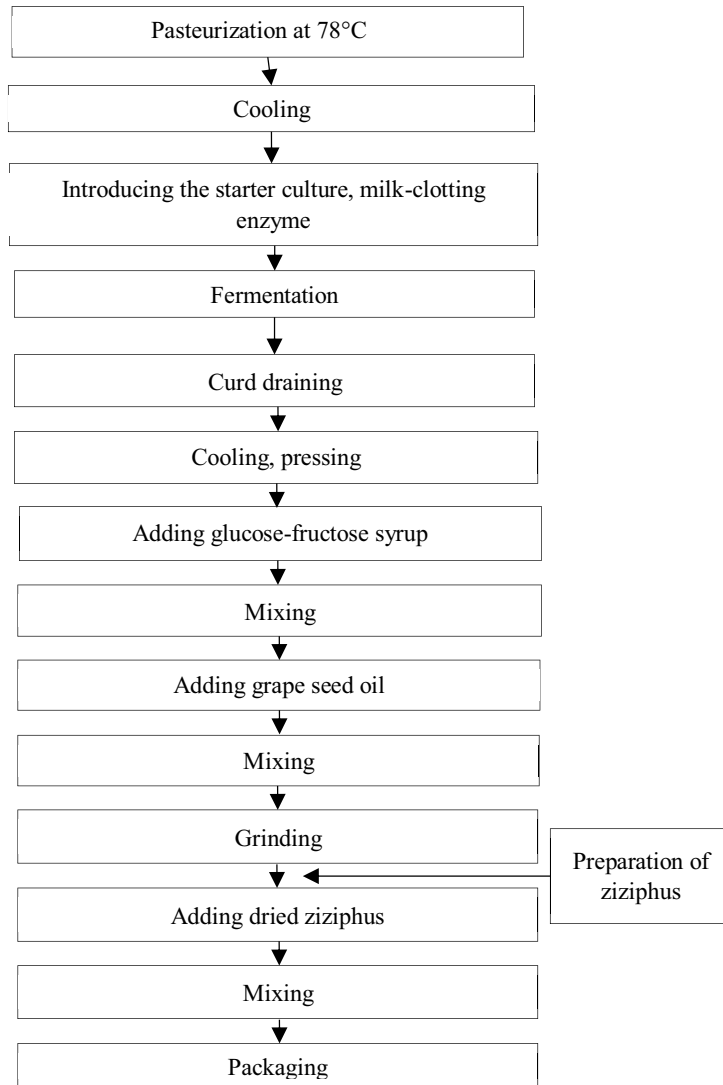 Pasteurization at 78°C
Cooling
Introducing the starter culture, milk-clotting
enzyme
Fermentation
Curd draining
Cooling, pressing
Adding glucose-fructose syrup
Mixing
Adding grape seed oil
Mixing
Grinding
Preparation of
ziziphus
Adding dried ziziphus
Mixing
Packaging